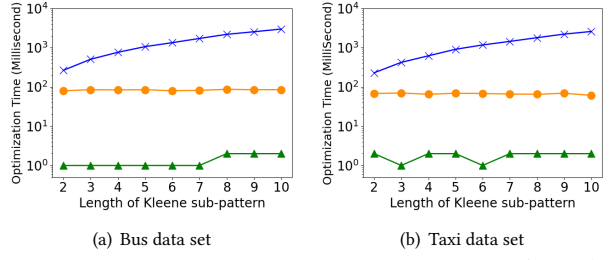 Optimization Time (MilliSecond)
10⁴
10³
10²
10¹
10⁰
2 3 4 5 6 7 8 9 10
Length of Kleene sub-pattern
(a) Bus data set
Optimization Time (MilliSecond)
10⁴
10³
10²
10¹
10⁰
2 3 4 5 6 7 8 9 10
Length of Kleene sub-pattern
(b) Taxi data set